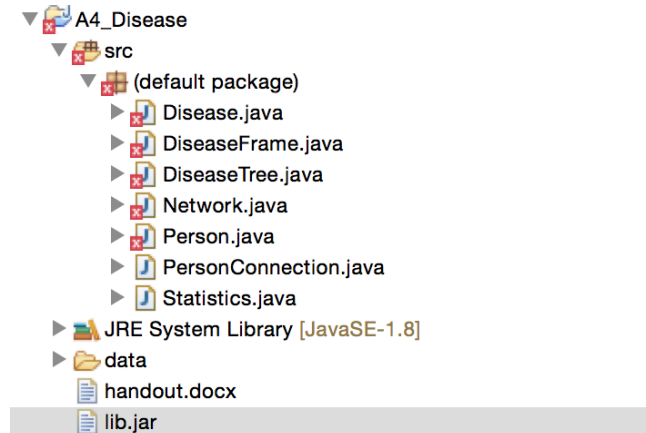 A4_Disease
src
(default package)
Disease.java
DiseaseFrame.java
DiseaseTree.java
Network.java
Person.java
PersonConnection.java
Statistics.java
JRE System Library [JavaSE-1.8]
data
handout.docx
lib.jar